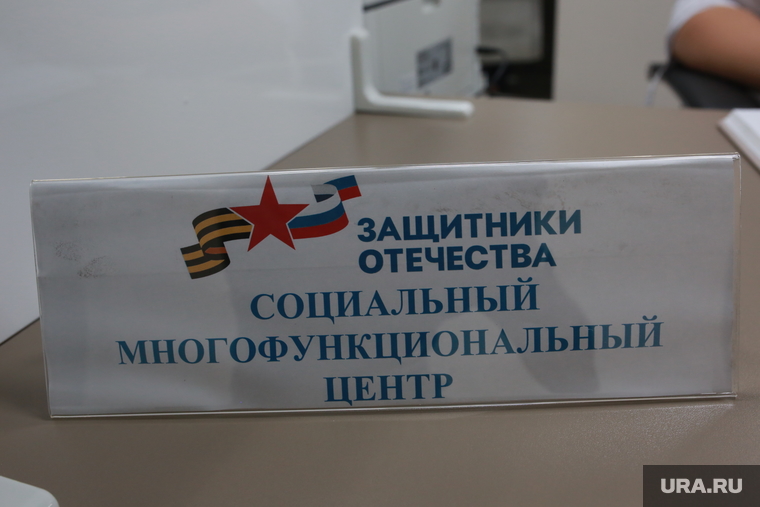 ЗАЩИТНИКИ
ОТЕЧЕСТВА
СОЦИАЛЬНЫЙ
МНОГОФУНКЦИОНАЛЬНЫЙ
ЦЕНТР
URA.RU